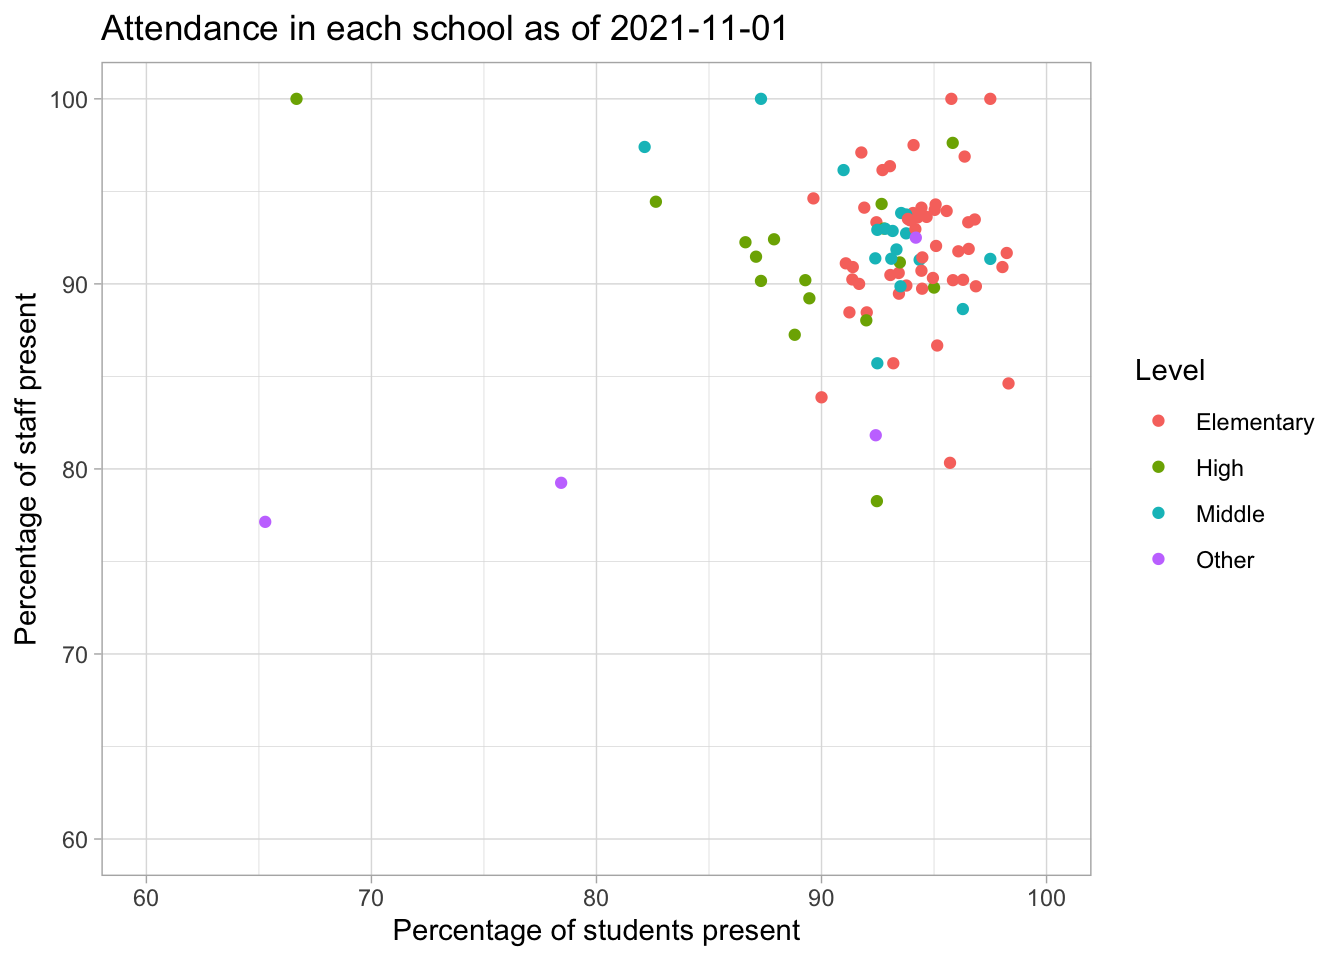 Attendance in each school as of 2021-11-01
Percentage of staff present
100
90
80
70
60
60 70 80 90 100
Percentage of students present
Level
Elementary
High
Middle
Other